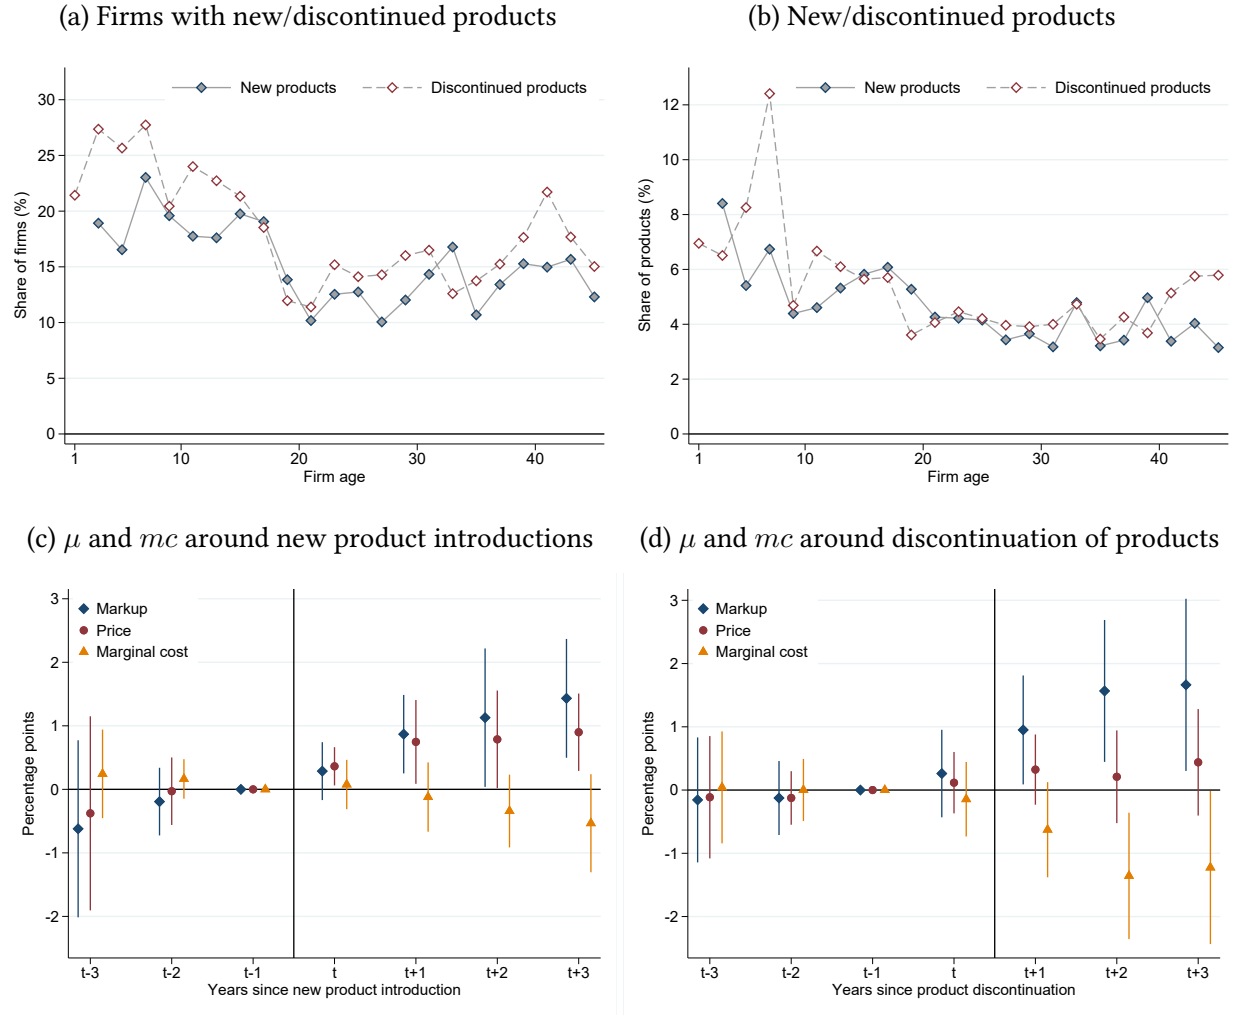 (a) Firms with new/discontinued products
New products
Discontinued products
Share of firms (%)
30
25
20
15
10
5
0
1
10
20
30
40
Firm age
(b) New/discontinued products
New products
Discontinued products
Share of products (%)
12
10
8
6
4
2
0
1
10
20
30
40
Firm age
(c) μ and mc around new product introductions
Markup
Price
Marginal cost
Percentage points
3
2
1
0
-1
-2
t-3
t-2
t-1
t
t+1
t+2
t+3
Years since new product introduction
(d) μ and mc around discontinuation of products
Markup
Price
Marginal cost
Percentage points
3
2
1
0
-1
-2
t-3
t-2
t-1
t
t+1
t+2
t+3
Years since product discontinuation